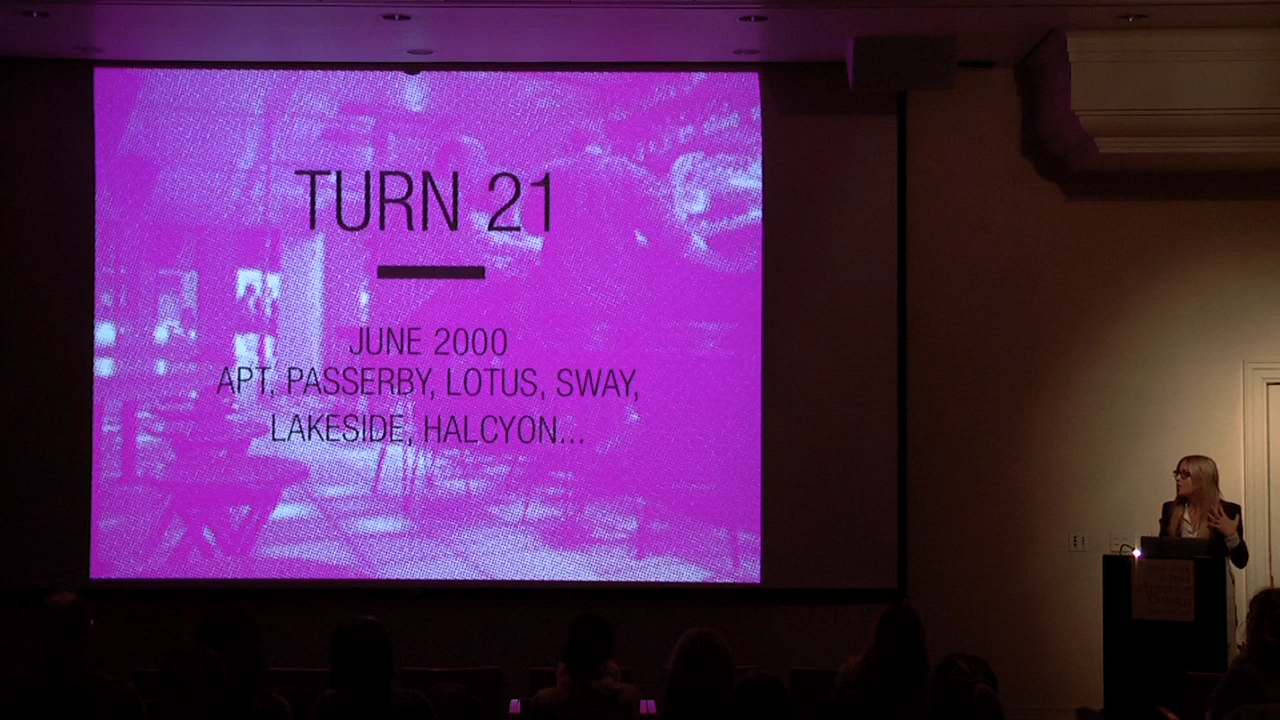 TURN 21
JUNE 2000
APT, PASSERBY, LOTUS, SWAY,
LAKESIDE, HALCYON...